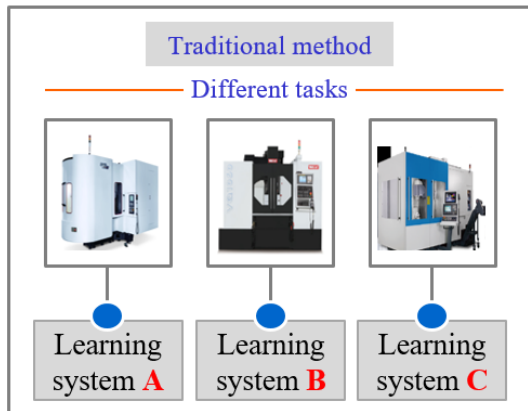 Traditional method
Different tasks
Learning
system A
Learning
system B
Learning
system C